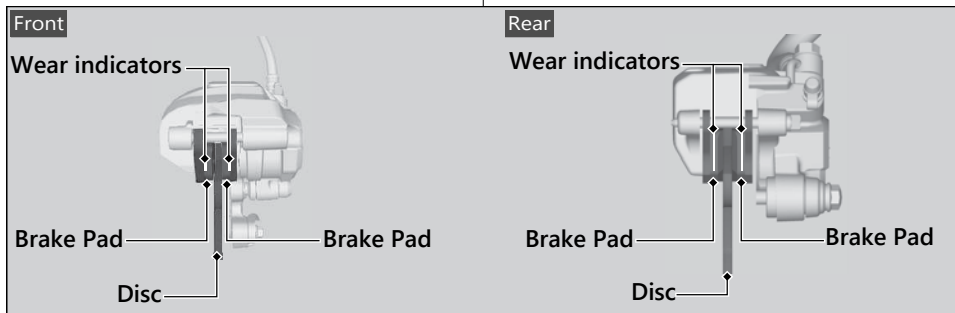 Front
Wear indicators
Brake Pad
Brake Pad
Disc
Rear
Wear indicators
Brake Pad
Brake Pad
Disc